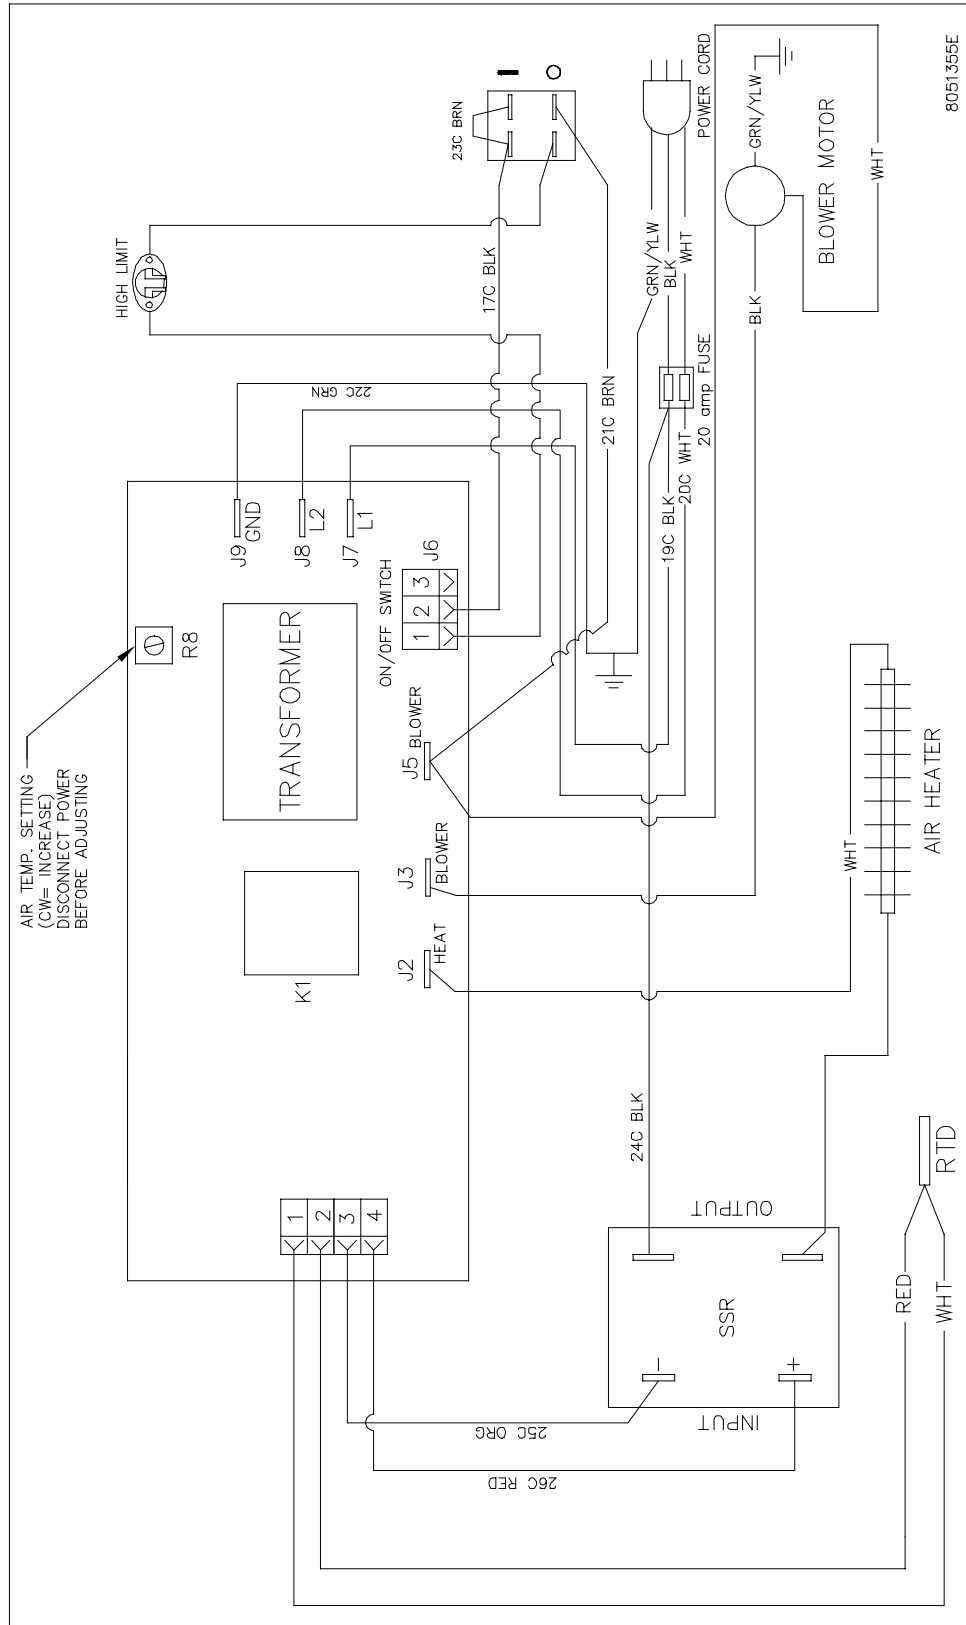 AIR TEMP. SETTING
(CW= INCREASE)
DISCONNECT POWER
BEFORE ADJUSTING
R8
TRANSFORMER
K1
J9
GND
J8
L2
J7
L1
J6
ON/OFF SWITCH
1
2
3
J5
BLOWER
J3
BLOWER
J2
HEAT
1
2
3
4
HIGH LIMIT
22C GRN
17C BLK
23C BRN
21C BRN
POWER CORD
GRN/YLW
BLK
WHT
20 amp FUSE
19C BLK
20C WHT
GRN/YLW
BLOWER MOTOR
WHT
BLK
24C BLK
WHT
AIR HEATER
OUTPUT
SSR
INPUT
-
+
25C ORG
26C RED
RED
WHT
RTD
8051355E